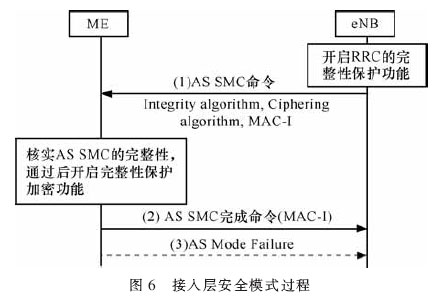 ME
eNB
开启RRC的完
整性保护功能
(1)AS SMC命令
Integrity algorithm, Ciphering
algorithm, MAC-I
核实AS SMC的完整性，
通过后开启完整性保护
加密功能
(2) AS SMC完成命令(MAC-I)
(3)AS Mode Failure
图 6 接入层安全模式过程